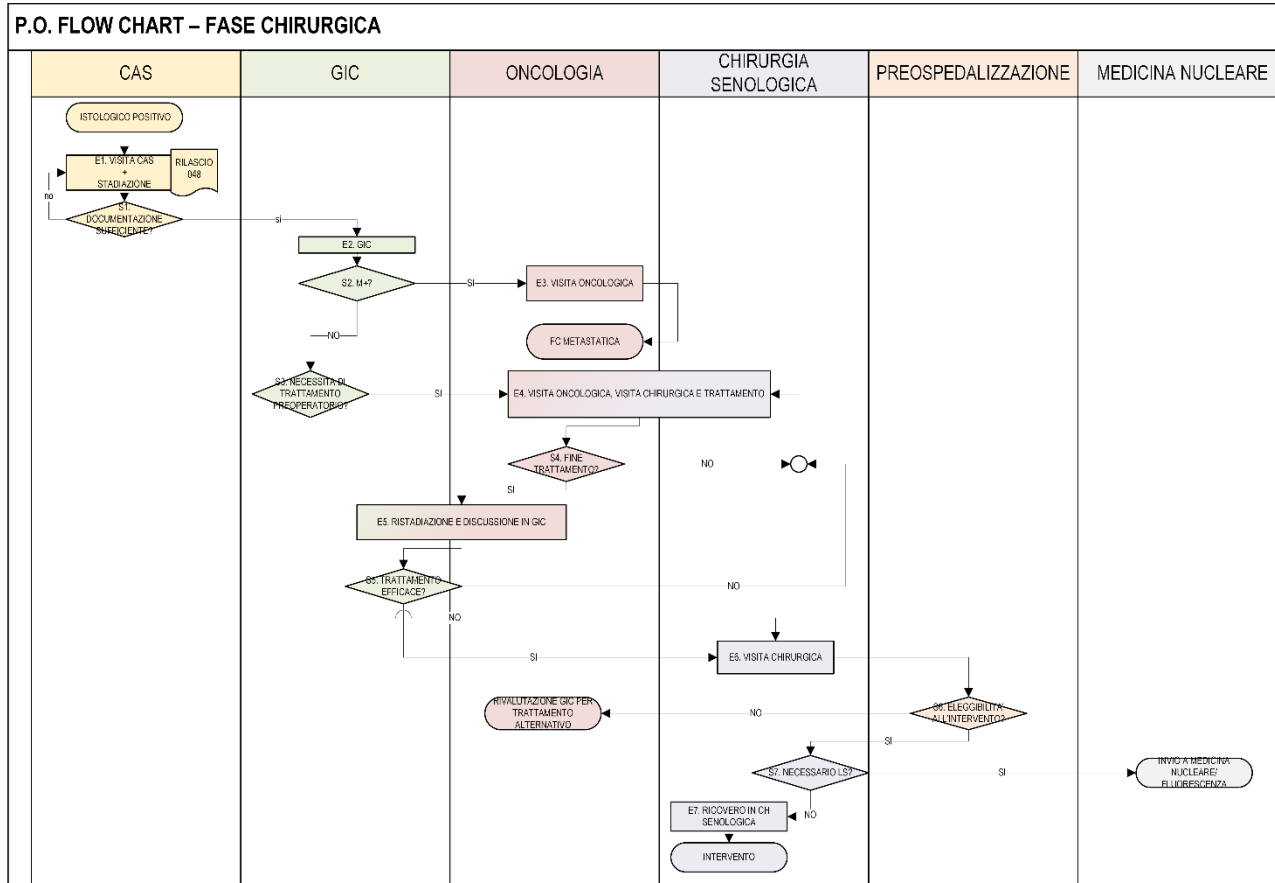 P.O. FLOW CHART – FASE CHIRURGICA
CAS
GIC
ONCOLOGIA
CHIRURGIA
SENOLOGICA
PREOSPEDALIZZAZIONE
MEDICINA NUCLEARE
ISTOLOGICO POSITIVO
E1. VISITA CAS
+
STADIAZIONE
RILASCIO
048
no
S1.
DOCUMENTAZIONE
SUFFICIENTE?
si
E2. GIC
S2. M+?
SI
E3. VISITA ONCOLOGICA
NO
FC METASTATICA
S3. NECESSITA DI
TRATTAMENTO
PREOPERATORIO?
SI
E4. VISITA ONCOLOGICA, VISITA CHIRURGICA E TRATTAMENTO
S4. FINE
TRATTAMENTO?
NO
SI
E5. RISTADIAZIONE E DISCUSSIONE IN GIC
S5. TRATTAMENTO
EFFICACE?
NO
NO
SI
E6. VISITA CHIRURGICA
RIVALUTAZIONE GIC PER
TRATTAMENTO
ALTERNATIVO
NO
S6. ELEGGIBILITA'
ALL'INTERVENTO?
SI
S7. NECESSARIO LS?
SI
INVIO A MEDICINA
NUCLEARE/
FLUORESCENZA
NO
E7. RICOVERO IN CH
SENOLOGICA
INTERVENTO